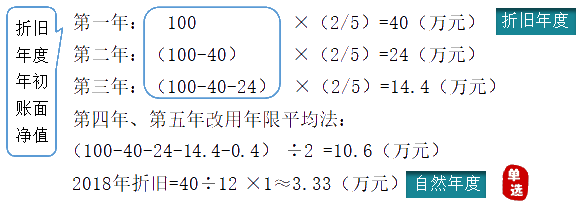 折旧
年度
年初
账面
净值
第一年： 100 ×（2/5）=40（万元） 折旧年度
第二年：（100-40） ×（2/5）=24（万元）
第三年：（100-40-24） ×（2/5）=14.4（万元）
第四年、第五年改用年限平均法：
（100-40-24-14.4-0.4） ÷2 =10.6（万元）
2018年折旧=40÷12 ×1≈3.33（万元） 自然年度
单选